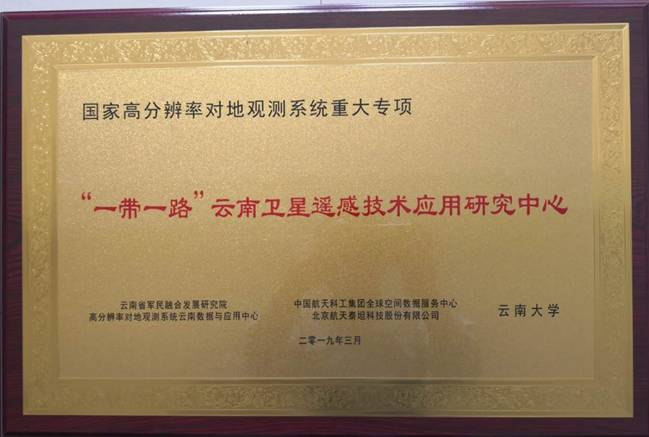 国家高分辨率对地观测系统重大专项
“一带一路”云南卫星遥感技术应用研究中心
云南省军民融合发展研究院
高分辨率对地观测系统云南数据与应用中心
中国航天科工集团全球空间数据服务中心
北京航天泰坦科技股份有限公司
云南大学
二零一九年三月